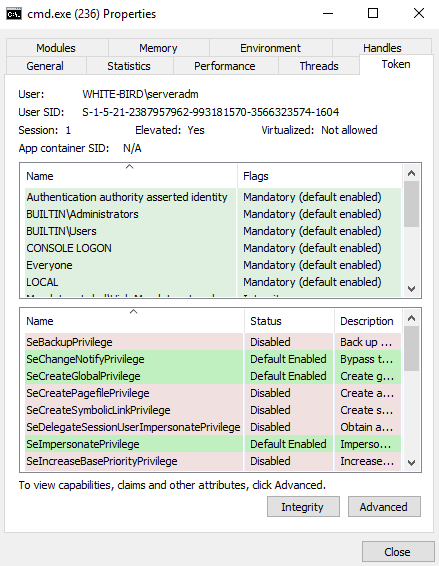 cmd.exe (236) Properties
Modules Memory Environment Handles
General Statistics Performance Threads Token
User: WHITE-BIRD\serveradm
User SID: S-1-5-21-2387957962-993181570-3566323574-1604
Session: 1 Elevated: Yes Virtualized: Not allowed
App container SID: N/A
Name Flags
Authentication authority asserted identity Mandatory (default enabled)
BUILTIN\Administrators Mandatory (default enabled)
BUILTIN\Users Mandatory (default enabled)
CONSOLE LOGON Mandatory (default enabled)
Everyone Mandatory (default enabled)
LOCAL Mandatory (default enabled)
Name Status Description
SeBackupPrivilege Disabled Back up ...
SeChangeNotifyPrivilege Default Enabled Bypass t...
SeCreateGlobalPrivilege Default Enabled Create g...
SeCreatePagefilePrivilege Disabled Create a...
SeCreateSymbolicLinkPrivilege Disabled Create s...
SeDelegateSessionUserImpersonatePrivilege Disabled Obtain a...
SeImpersonatePrivilege Default Enabled Imperso...
SeIncreaseBasePriorityPrivilege Disabled Increase...
To view capabilities, claims and other attributes, click Advanced.
Integrity Advanced
Close